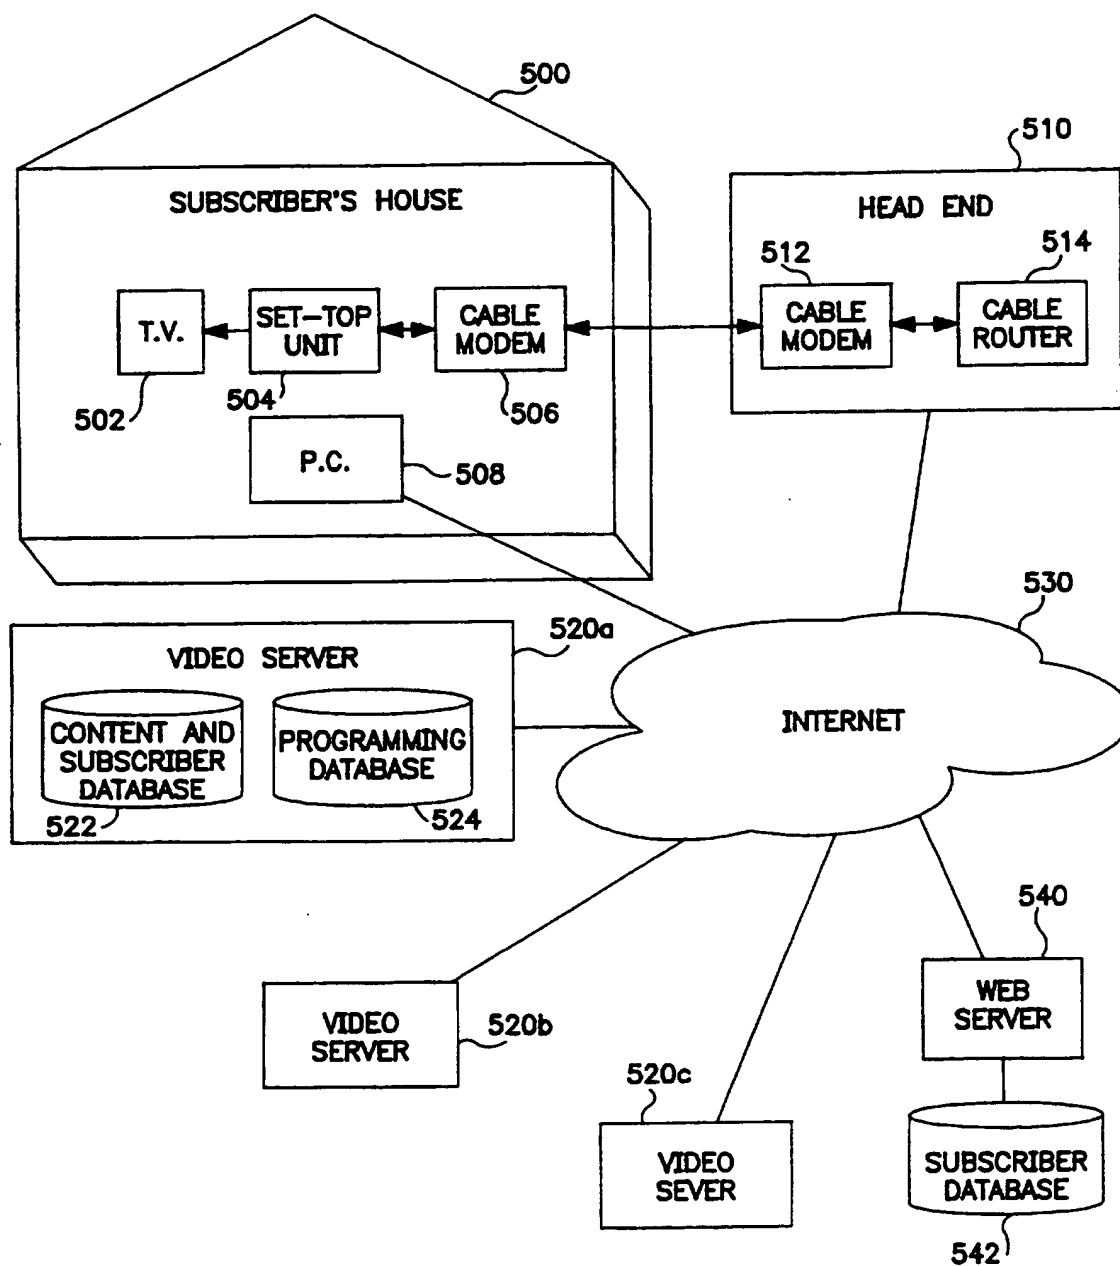 500
510
SUBSCRIBER'S HOUSE
HEAD END
512
514
T.V.
SET-TOP
UNIT
CABLE
MODEM
CABLE
MODEM
CABLE
ROUTER
502
504
506
P.C.
508
530
520a
VIDEO SERVER
CONTENT AND
SUBSCRIBER
DATABASE
PROGRAMMING
DATABASE
522
524
INTERNET
540
WEB
SERVER
VIDEO
SERVER
520b
520c
VIDEO
SEVER
SUBSCRIBER
DATABASE
542